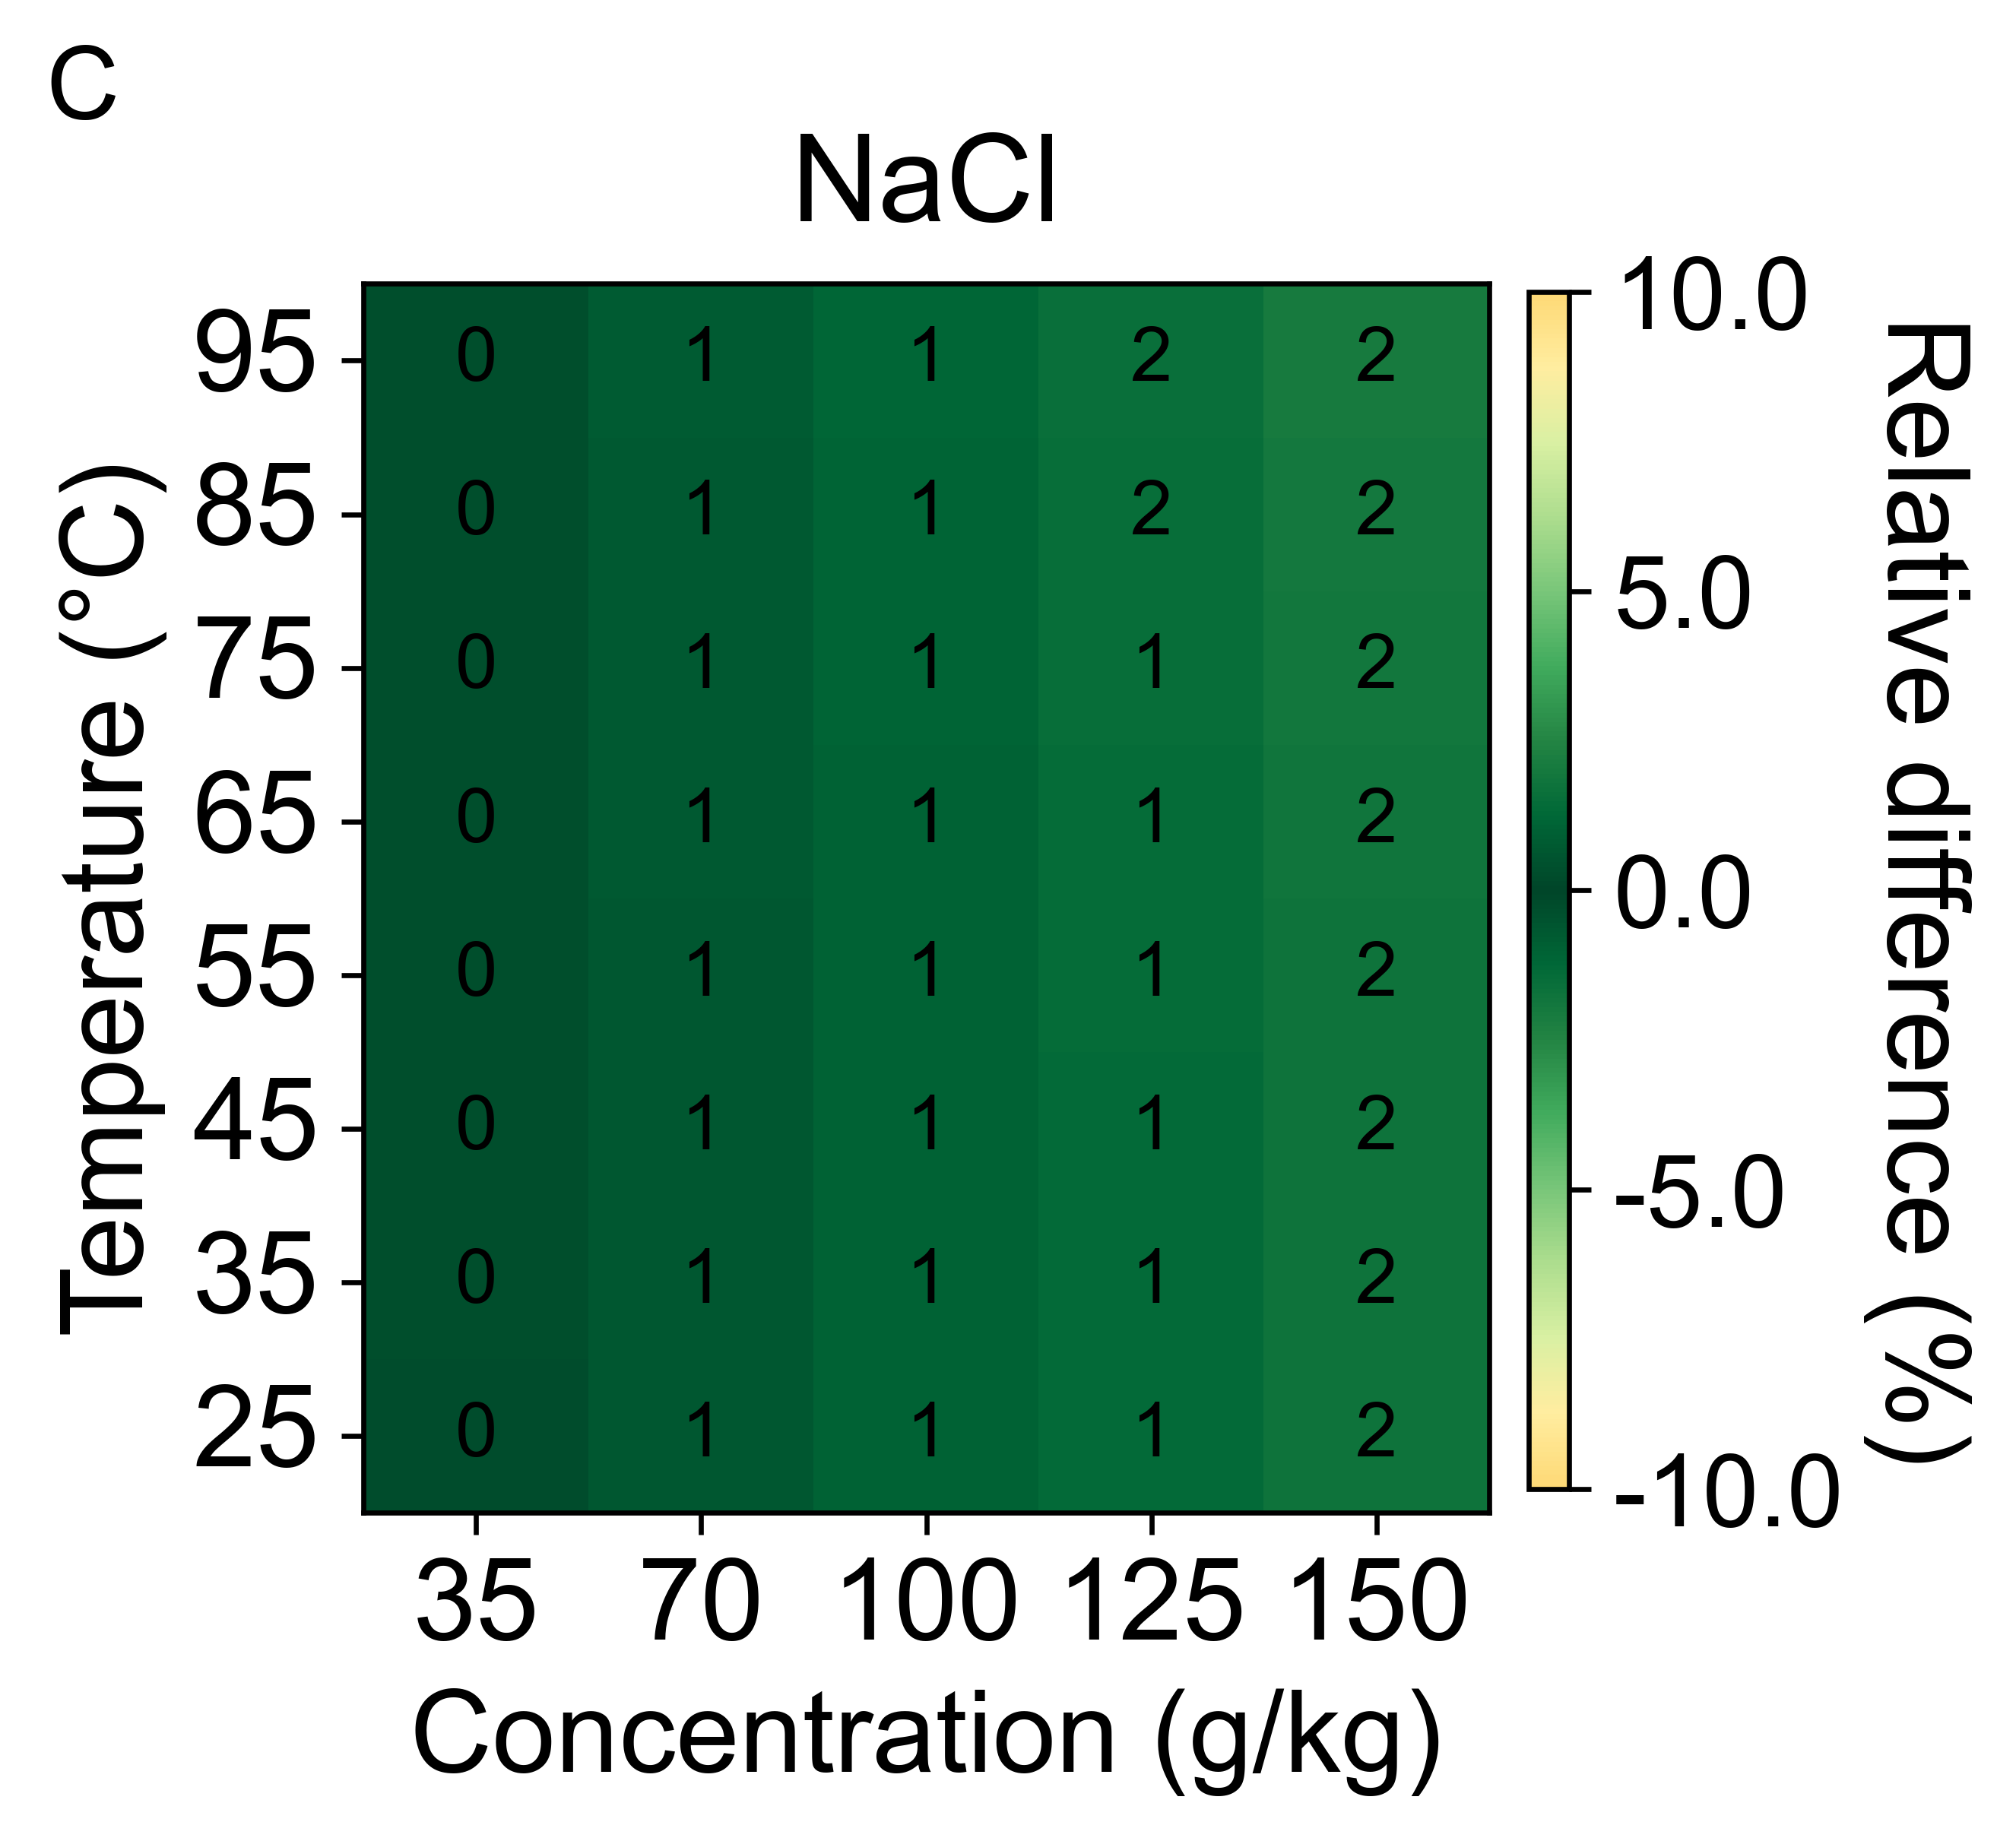 C
NaCl
95 0 1 1 2 2
85 0 1 1 2 2
75 0 1 1 1 2
65 0 1 1 1 2
55 0 1 1 1 2
45 0 1 1 1 2
35 0 1 1 1 2
25 0 1 1 1 2
35 70 100 125 150
Concentration (g/kg)
Temperature (°C)
10.0
5.0
0.0
-5.0
-10.0
Relative difference (%)